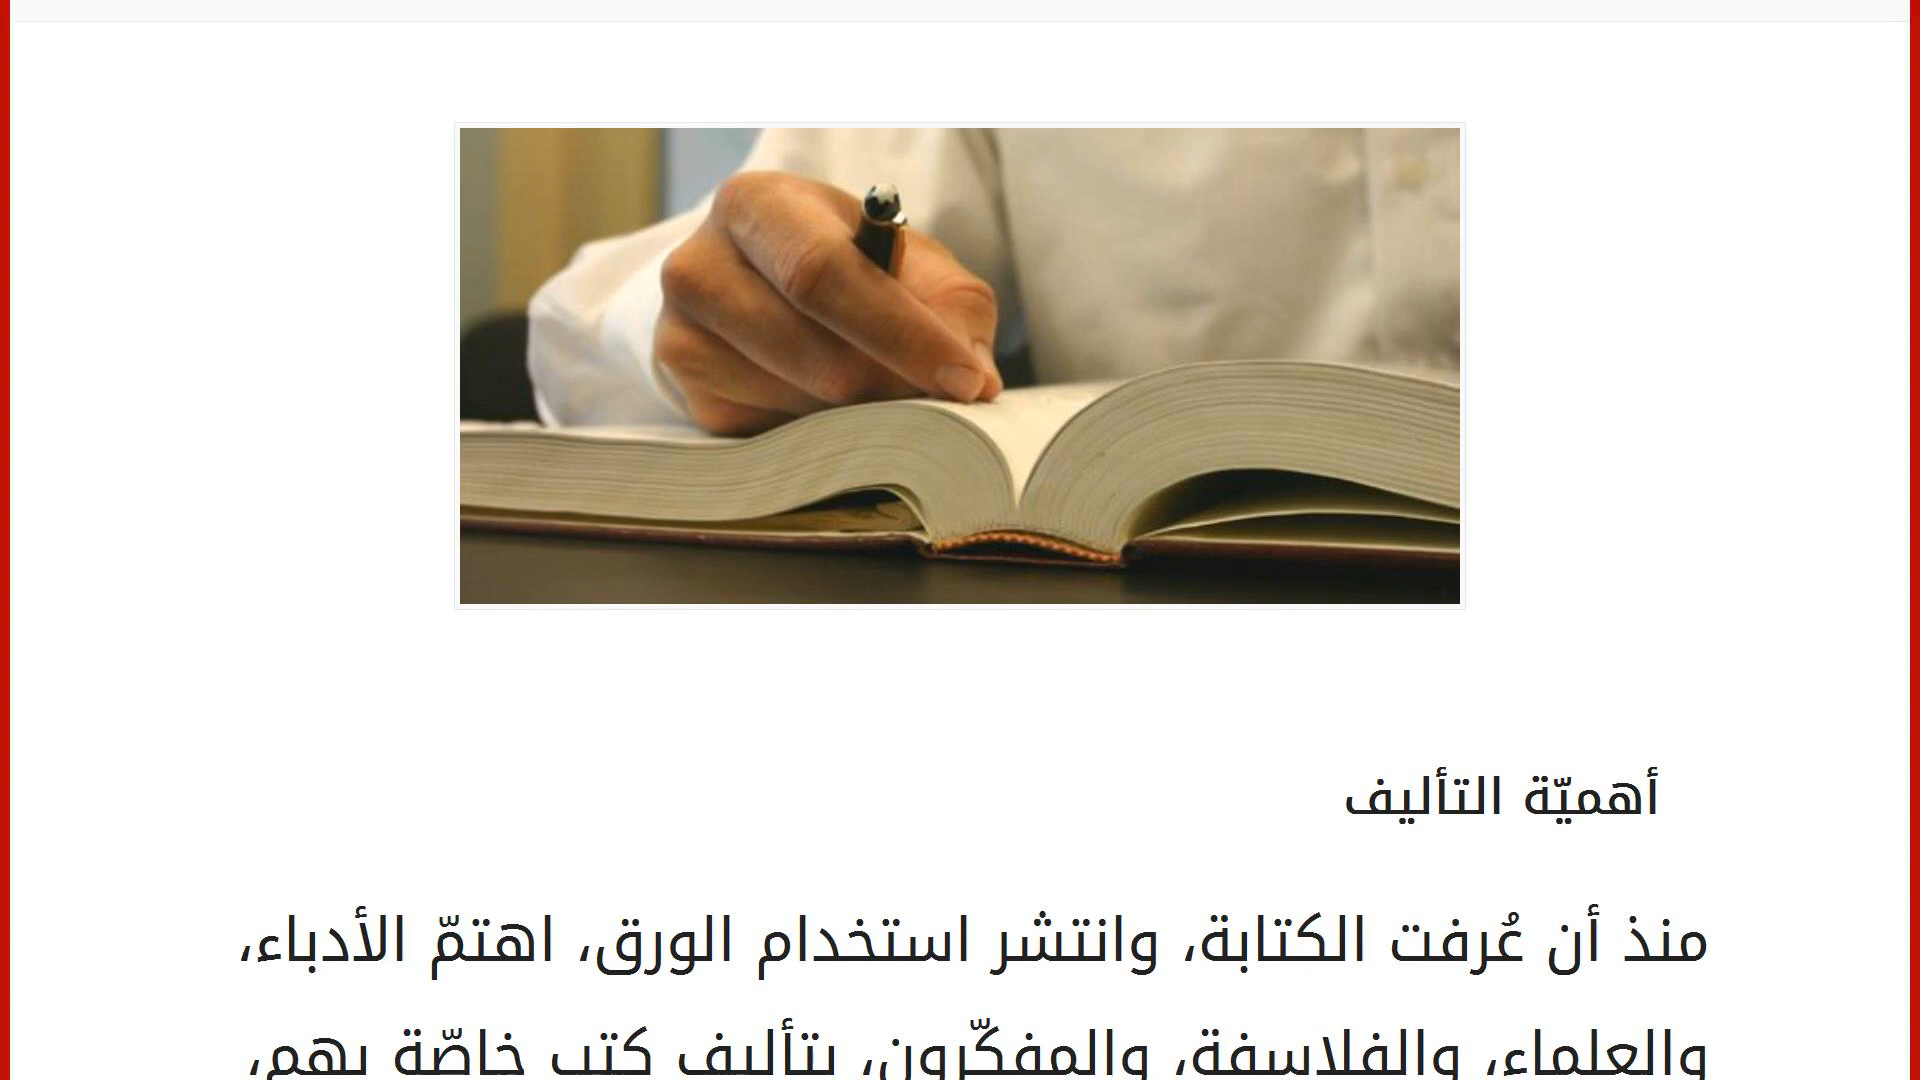 أهميّة التأليف
منذ أن عُرفت الكتابة، وانتشر استخدام الورق، اهتمّ الأدباء،
والعلماء، والفلاسفة، والمفكّرون، بتأليف كتب خاصّة بهم،